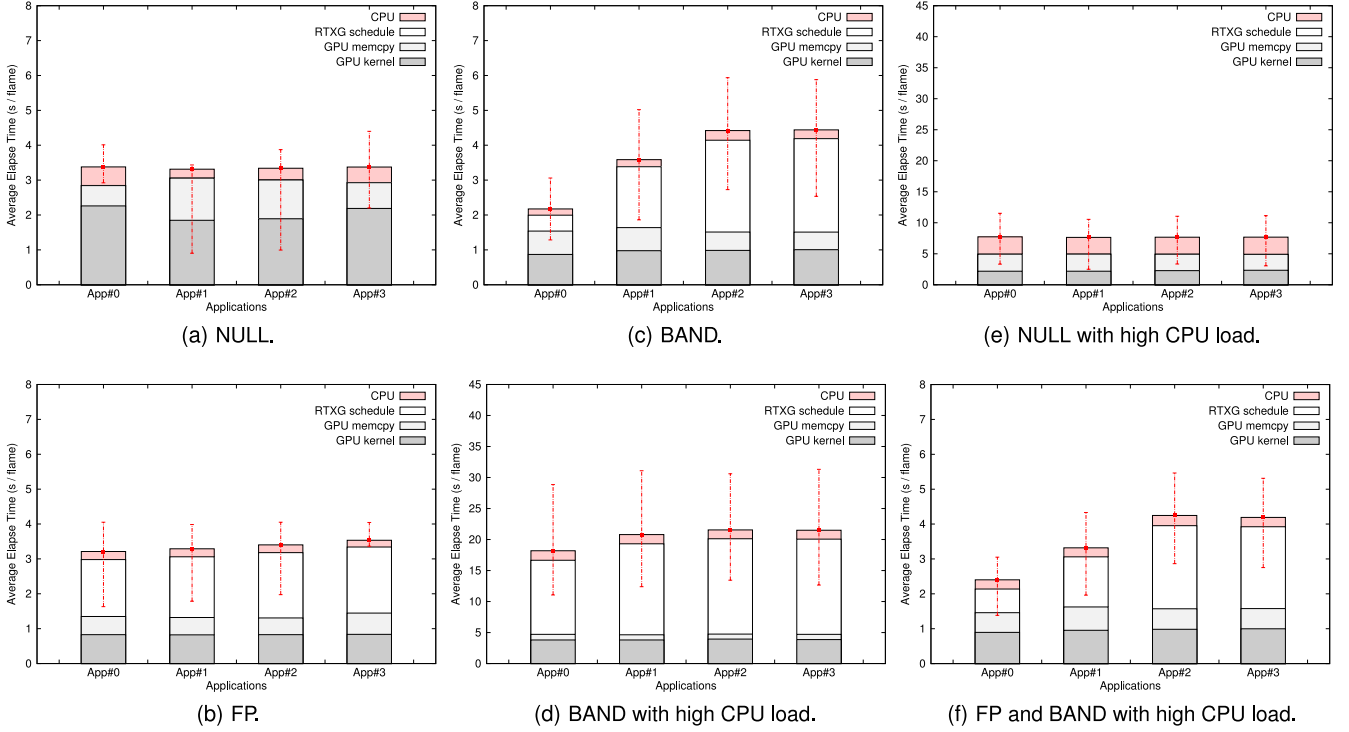 Average Elapse Time (s / flame)
8
7
6
5
4
3
2
1
0
CPU
RTXG schedule
GPU memcpy
GPU kernel
App#0 App#1 App#2 App#3
Applications
(a) NULL.
Average Elapse Time (s / flame)
8
7
6
5
4
3
2
1
0
CPU
RTXG schedule
GPU memcpy
GPU kernel
App#0 App#1 App#2 App#3
Applications
(c) BAND.
Average Elapse Time (s / flame)
45
40
35
30
25
20
15
10
5
0
CPU
RTXG schedule
GPU memcpy
GPU kernel
App#0 App#1 App#2 App#3
Applications
(e) NULL with high CPU load.
Average Elapse Time (s / flame)
8
7
6
5
4
3
2
1
0
CPU
RTXG schedule
GPU memcpy
GPU kernel
App#0 App#1 App#2 App#3
Applications
(b) FP.
Average Elapse Time (s / flame)
45
40
35
30
25
20
15
10
5
0
CPU
RTXG schedule
GPU memcpy
GPU kernel
App#0 App#1 App#2 App#3
Applications
(d) BAND with high CPU load.
Average Elapse Time (s / flame)
8
7
6
5
4
3
2
1
0
CPU
RTXG schedule
GPU memcpy
GPU kernel
App#0 App#1 App#2 App#3
Applications
(f) FP and BAND with high CPU load.